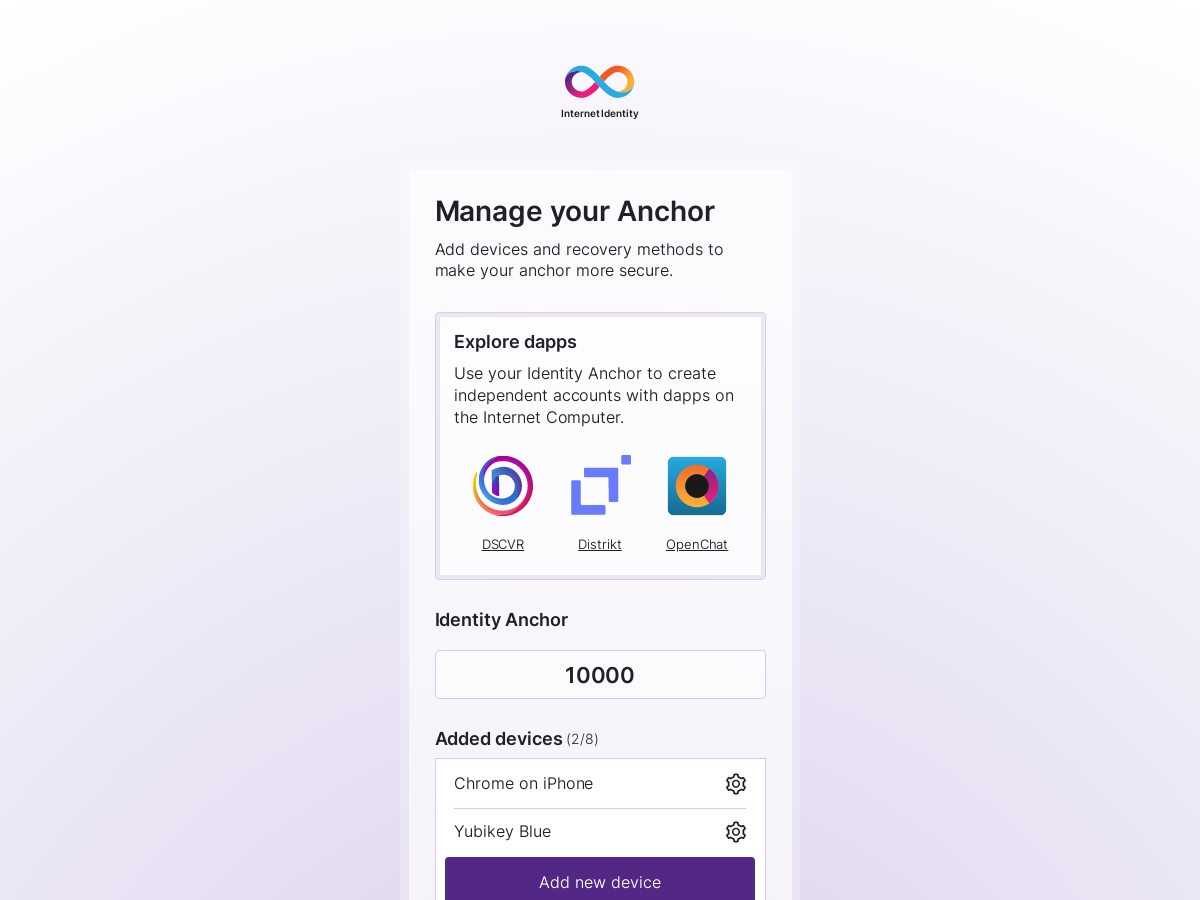 Internet Identity
Manage your Anchor
Add devices and recovery methods to
make your anchor more secure.
Explore dapps
Use your Identity Anchor to create
independent accounts with dapps on
the Internet Computer.
DSCVR Distrikt OpenChat
Identity Anchor
10000
Added devices (2/8)
Chrome on iPhone
Yubikey Blue
Add new device